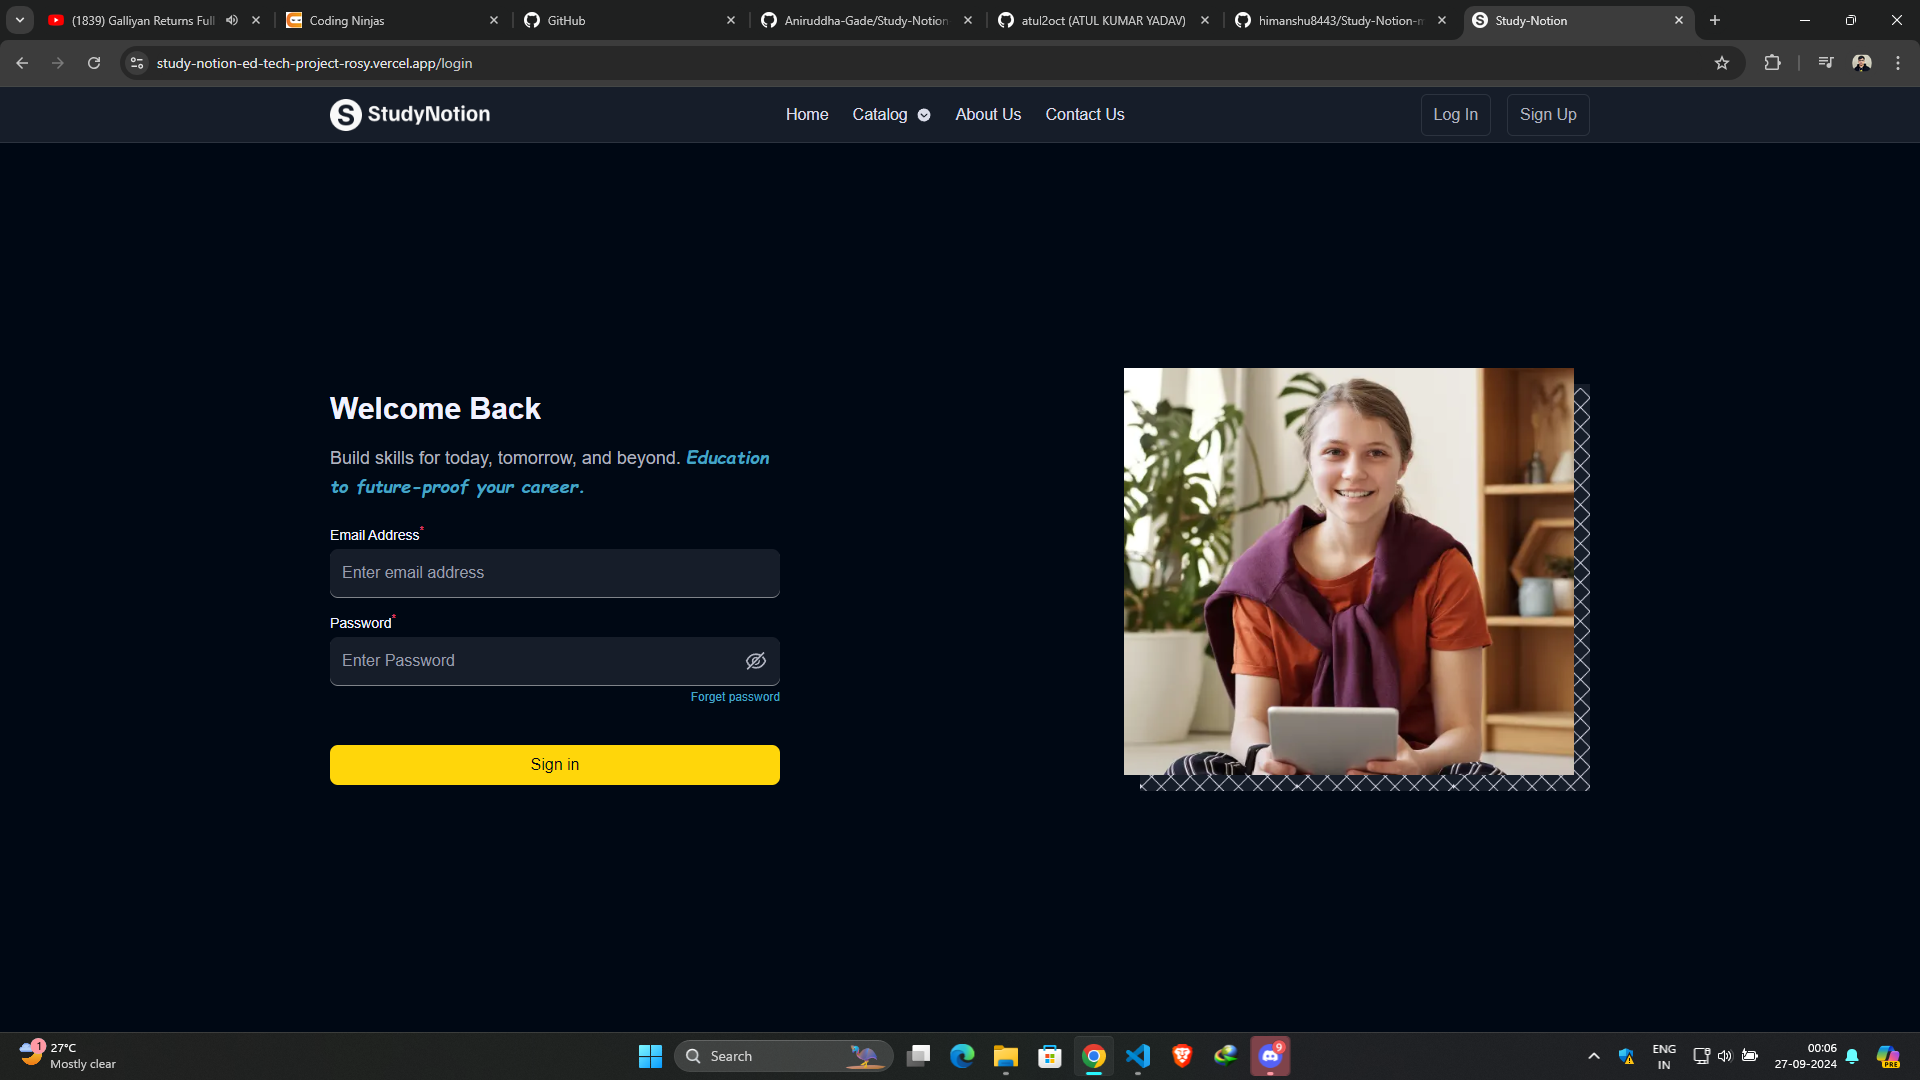 (1839) Galliyan Returns Full
Coding Ninjas
GitHub
Aniruddha-Gade/Study-Notion
atul2oct (ATUL KUMAR YADAV)
himanshu8443/Study-Notion-m
Study-Notion
study-notion-ed-tech-project-rosy.vercel.app/login
S StudyNotion
Home
Catalog
About Us
Contact Us
Log In
Sign Up
Welcome Back
Build skills for today, tomorrow, and beyond. Education
to future-proof your career.
Email Address*
Enter email address
Password*
Enter Password
Forget password
Sign in
1
27°C
Mostly clear
Search
9
ENG
IN
00:06
27-09-2024
PRE